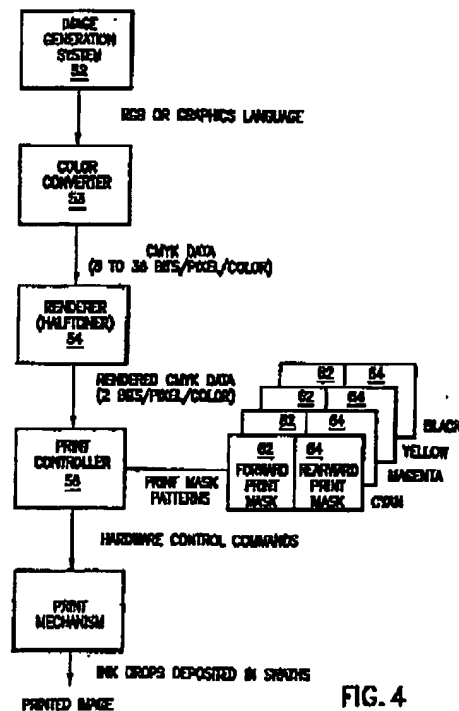 IMAGE
GENERATION
SYSTEM
52
RGB OR GRAPHICS LANGUAGE
COLOR
CONVERTER
53
CMYK DATA
(8 TO 36 BITS/PIXEL/COLOR)
RENDERER
(HALFTONER)
54
RENDERED CMYK DATA
(2 BITS/PIXEL/COLOR)
PRINT
CONTROLLER
58
PRINT MASK
PATTERNS
62 64
62 64
62 64
62 64
FORWARD REARWARD
PRINT PRINT
MASK MASK
BLACK
YELLOW
MAGENTA
CYAN
HARDWARE CONTROL COMMANDS
PRINT
MECHANISM
INK DROPS DEPOSITED IN SWATHS
PRINTED IMAGE
FIG. 4